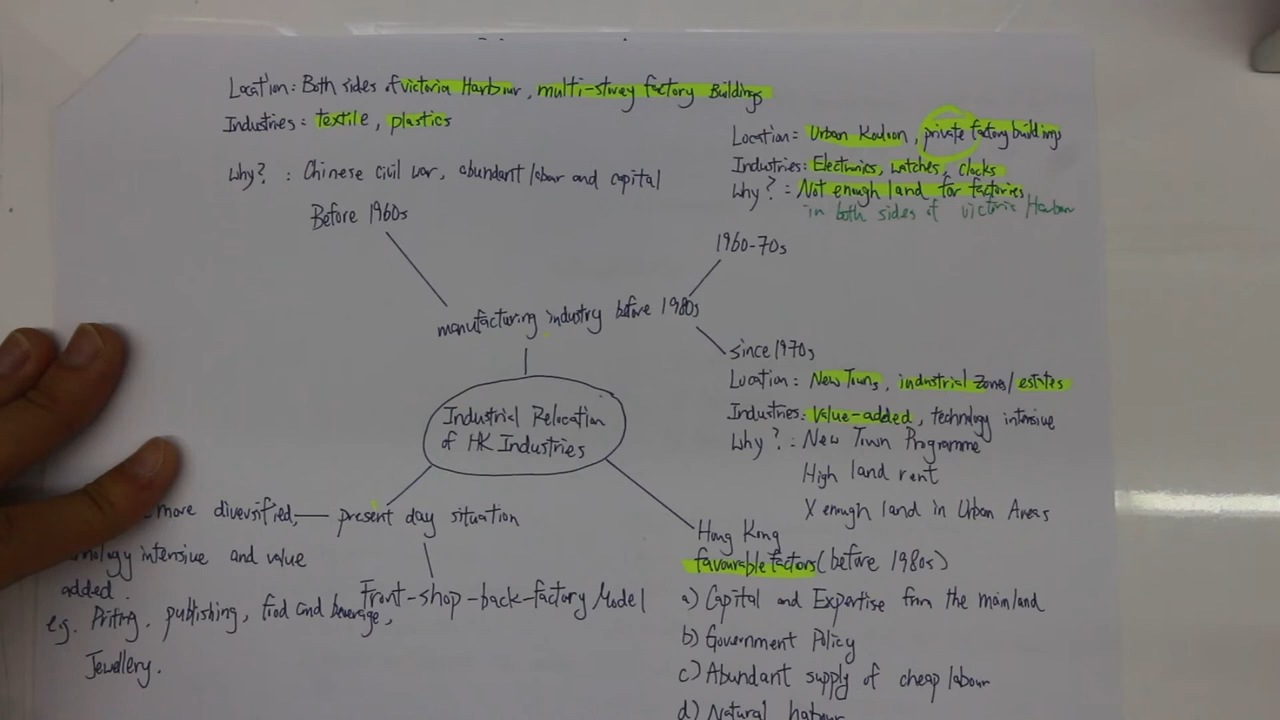 Location: Both sides of Victoria Harbour, multi-storey factory Buildings
Industries: textile, plastics
Why? : Chinese civil war, abundant labor and capital
Before 1960s
Location: Urban Kowloon, private factory buildings
Industries: Electronics, watches, clocks
Why?: Not enough land for factories
in both sides of victoria Harbour
1960-70s
manufacturing industry before 1980s
since 1970s
Location: New Towns, industrial zones/estates
Industries: Value-added, technology intensive
Why?: New Town Programme
High land rent
X enough land in Urban Areas
Industrial Relocation
of HK Industries
more diversified,
present day situation
intensive and value
added.
e.g. publishing, food and beverage,
Jewellery.
Front-shop-back-factory Model
Hong Kong
favourable factors (before 1980s)
a) Capital and Expertise from the mainland
b) Government Policy
c) Abundant supply of cheap labour
d) Natural